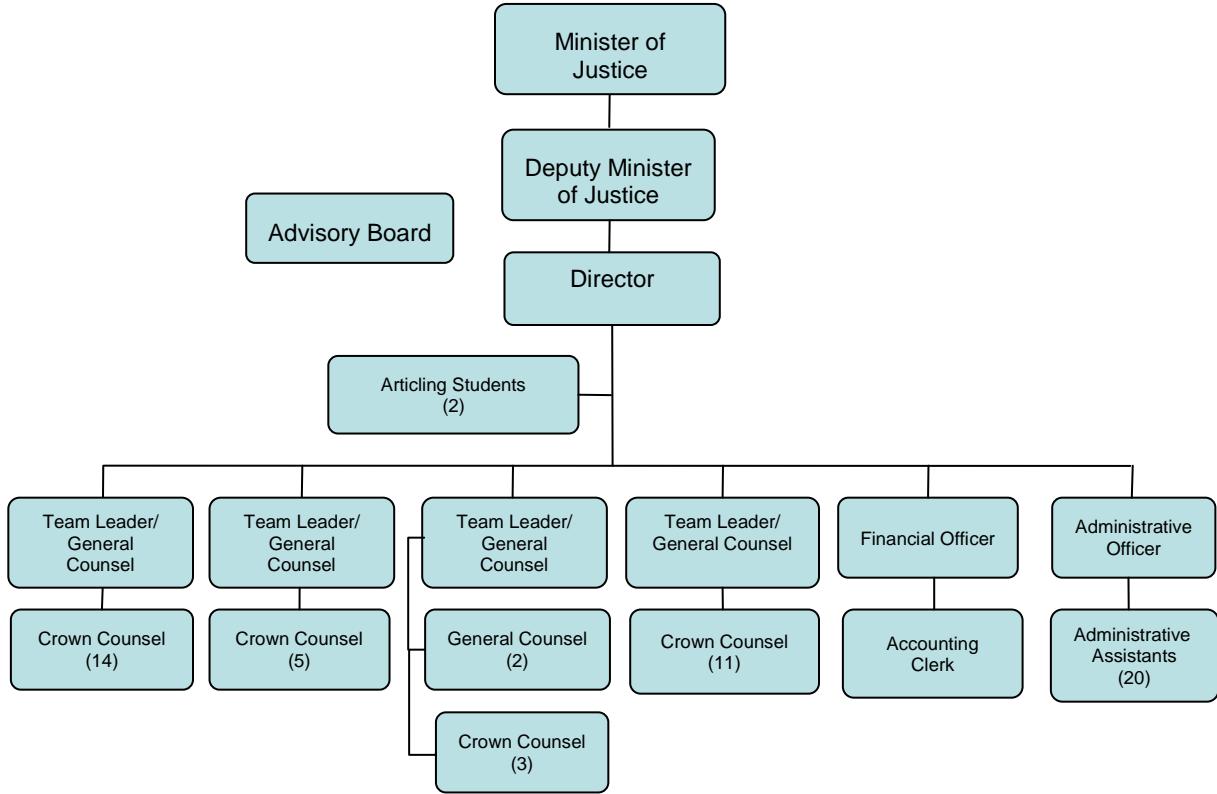 Minister of
Justice
Deputy Minister
of Justice
Advisory Board
Director
Articling Students
(2)
Team Leader/
General
Counsel
Team Leader/
General
Counsel
Team Leader/
General
Counsel
Team Leader/
General Counsel
Financial Officer
Administrative
Officer
Crown Counsel
(14)
Crown Counsel
(5)
General Counsel
(2)
Crown Counsel
(11)
Accounting
Clerk
Administrative
Assistants
(20)
Crown Counsel
(3)